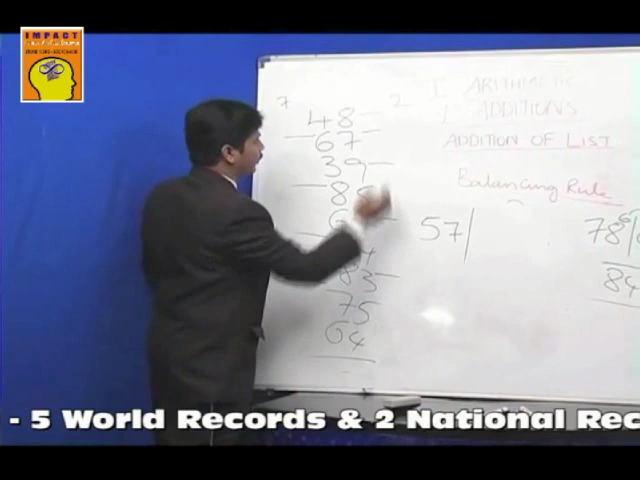 IMPACT
I ARITHMETIC
ADDITIONS
ADDITION OF LIST
Balancing Rule
7
2
48
67
39
83
75
64
57
78
84
- 5 World Records & 2 National Rec